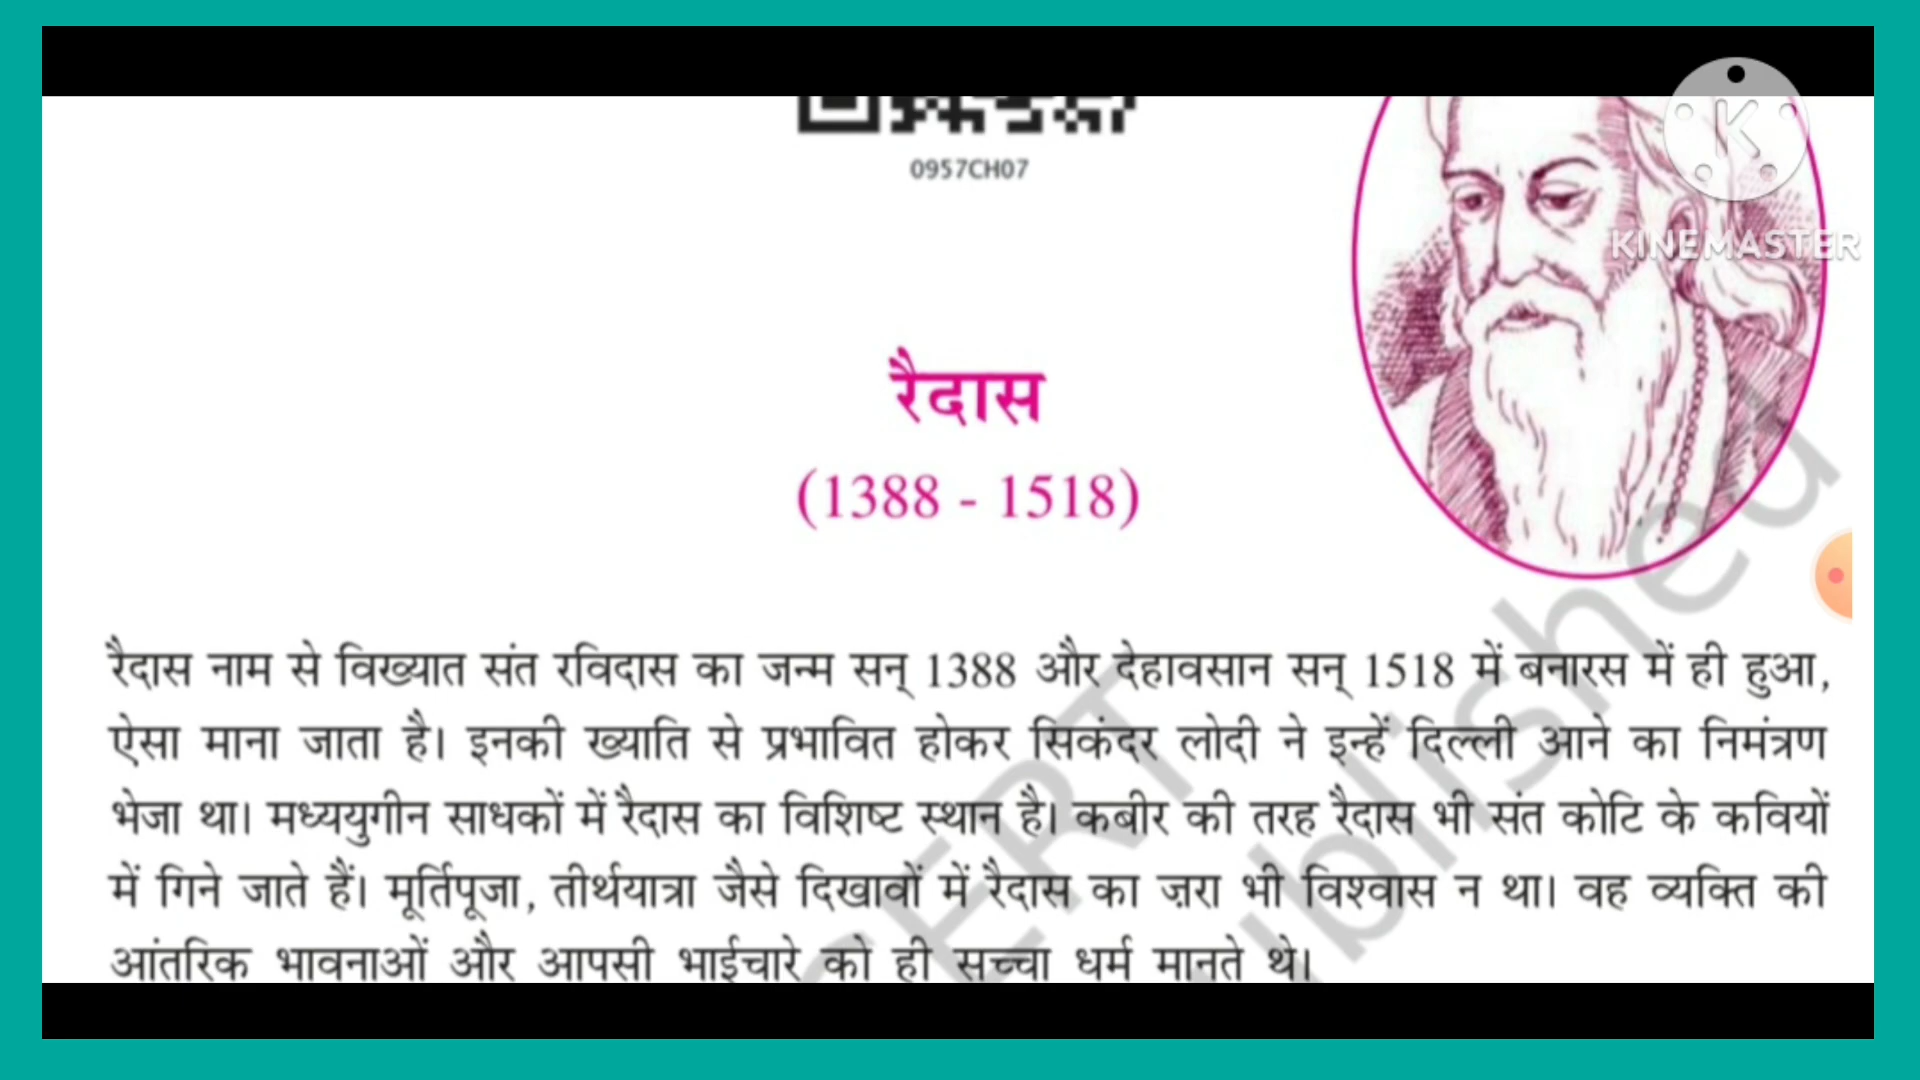 0957CH07
K
KINEMASTER
रैदास
(1388 - 1518)
रैदास नाम से विख्यात संत रविदास का जन्म सन् 1388 और देहावसान सन् 1518 में बनारस में ही हुआ,
ऐसा माना जाता है। इनकी ख्याति से प्रभावित होकर सिकंदर लोदी ने इन्हें दिल्ली आने का निमंत्रण
भेजा था। मध्ययुगीन साधकों में रैदास का विशिष्ट स्थान है। कबीर की तरह रैदास भी संत कोटि के कवियों
में गिने जाते हैं। मूर्तिपूजा, तीर्थयात्रा जैसे दिखावों में रैदास का ज़रा भी विश्वास न था। वह व्यक्ति की
आंतरिक भावनाओं और आपसी भाईचारे को ही सच्चा धर्म मानते थे।
CERT
ublished